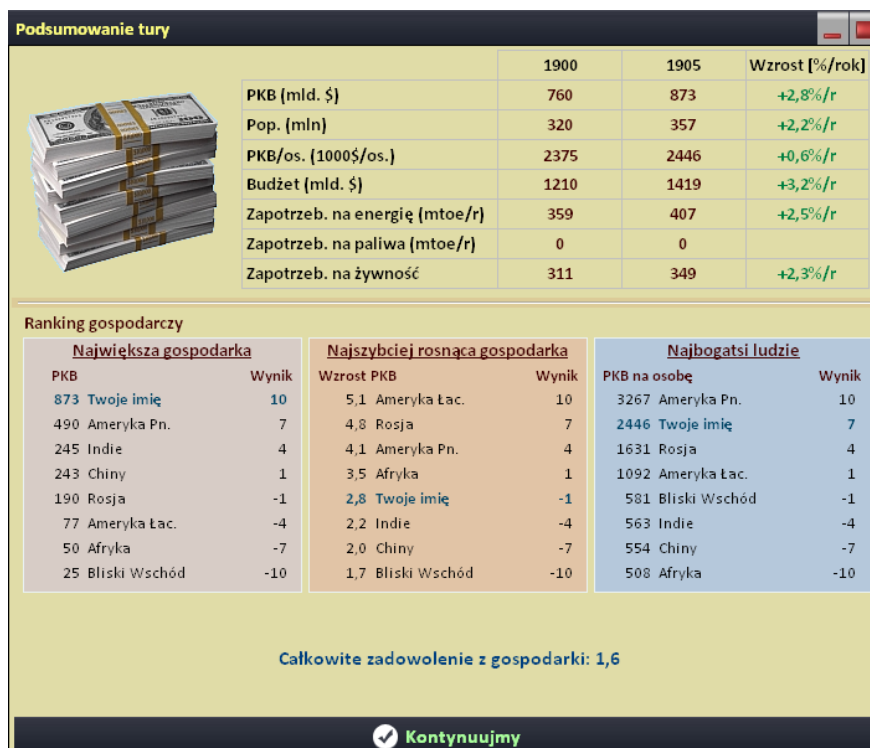 Podsumowanie tury
1900 1905 Wzrost [%/rok]
PKB (mld. $) 760 873 +2,8%/r
Pop. (mln) 320 357 +2,2%/r
PKB/os. (1000$/os.) 2375 2446 +0,6%/r
Budżet (mld. $) 1210 1419 +3,2%/r
Zapotrzeb. na energię (mtoe/r) 359 407 +2,5%/r
Zapotrzeb. na paliwa (mtoe/r) 0 0
Zapotrzeb. na żywność 311 349 +2,3%/r
Ranking gospodarczy
Największa gospodarka
PKB Wynik
873 Twoje imię 10
490 Ameryka Pn. 7
245 Indie 4
243 Chiny 1
190 Rosja -1
77 Ameryka Łac. -4
50 Afryka -7
25 Bliski Wschód -10
Najszybciej rosnąca gospodarka
Wzrost PKB Wynik
5,1 Ameryka Łac. 10
4,8 Rosja 7
4,1 Ameryka Pn. 4
3,5 Afryka 1
2,8 Twoje imię -1
2,2 Indie -4
2,0 Chiny -7
1,7 Bliski Wschód -10
Najbogatsi ludzie
PKB na osobę Wynik
3267 Ameryka Pn. 10
2446 Twoje imię 7
1631 Rosja 4
1092 Ameryka Łac. 1
581 Bliski Wschód -1
563 Indie -4
554 Chiny -7
508 Afryka -10
Całkowite zadowolenie z gospodarki: 1,6
Kontynuujmy